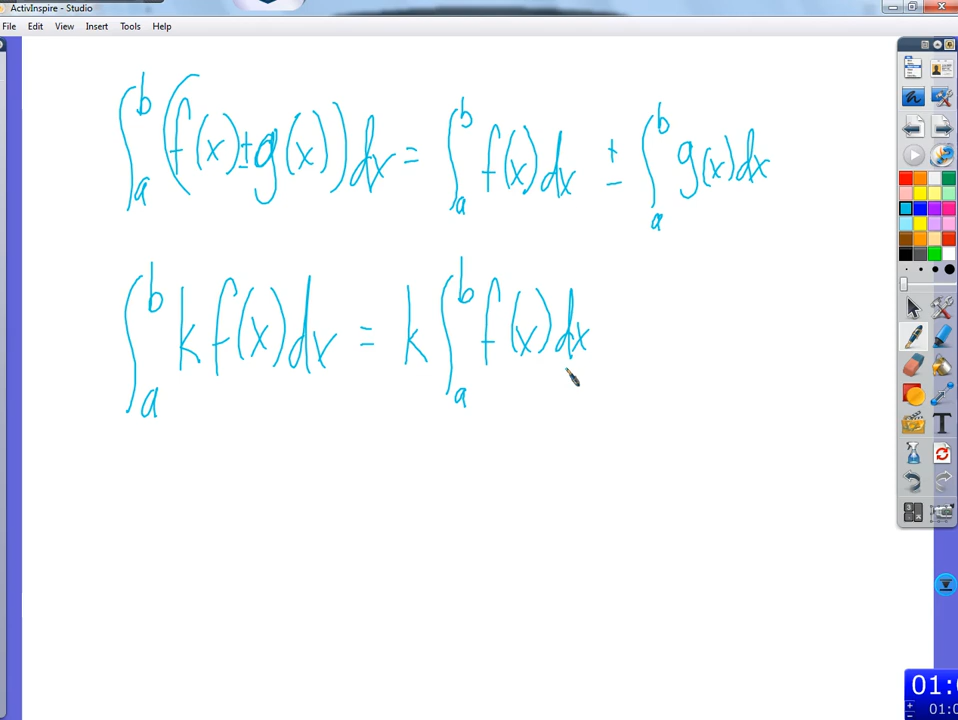 ActivInspire - Studio
File Edit View Insert Tools Help
∫_a^b (f(x) ± g(x)) dx = ∫_a^b f(x) dx ± ∫_a^b g(x) dx
∫_a^b k f(x) dx = k ∫_a^b f(x) dx